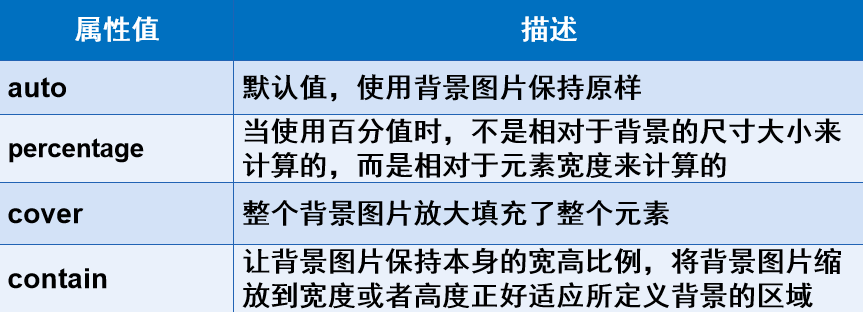 属性值 描述
auto 默认值，使用背景图片保持原样
percentage 当使用百分值时，不是相对于背景的尺寸大小来
计算的，而是相对于元素宽度来计算的
cover 整个背景图片放大填充了整个元素
contain 让背景图片保持本身的宽高比例，将背景图片缩
放到宽度或者高度正好适应所定义背景的区域